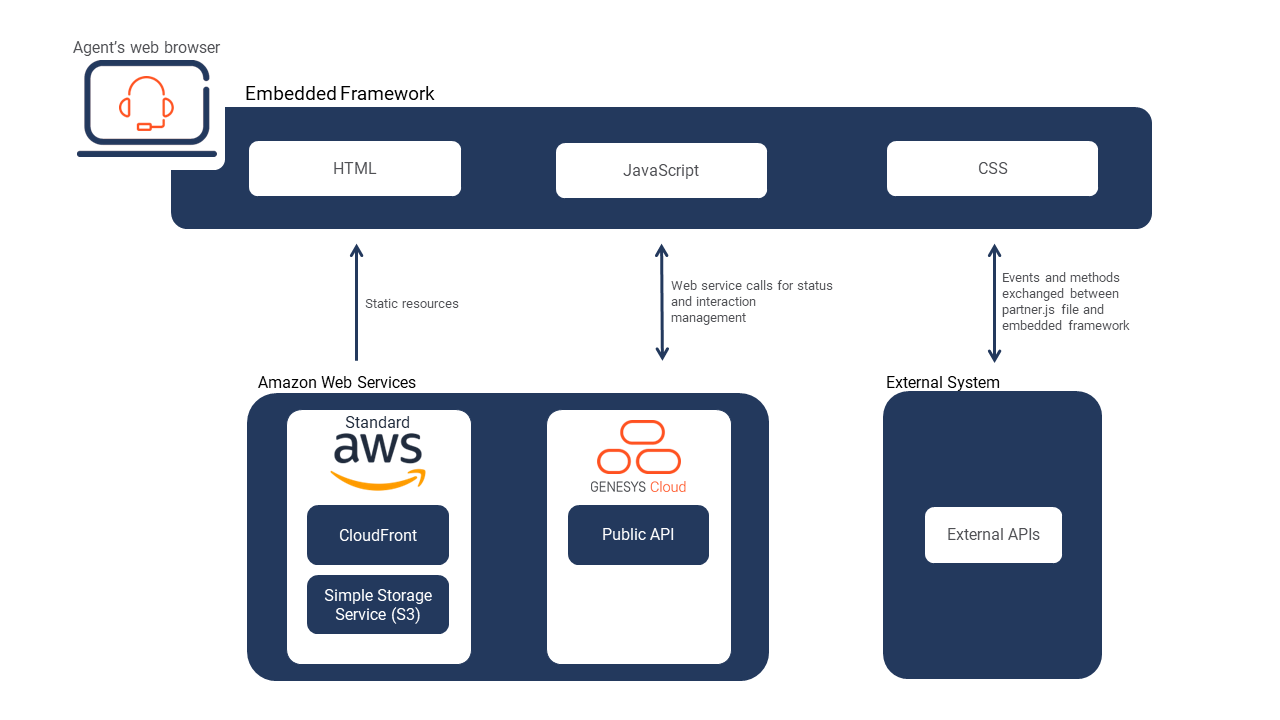 Agent's web browser
Embedded Framework
HTML
JavaScript
CSS
Static resources
Web service calls for status
and interaction
management
Events and methods
exchanged between
partner.js file and
embedded framework
Amazon Web Services
Standard
aws
CloudFront
Simple Storage
Service (S3)
GENESYS Cloud
Public API
External System
External APIs